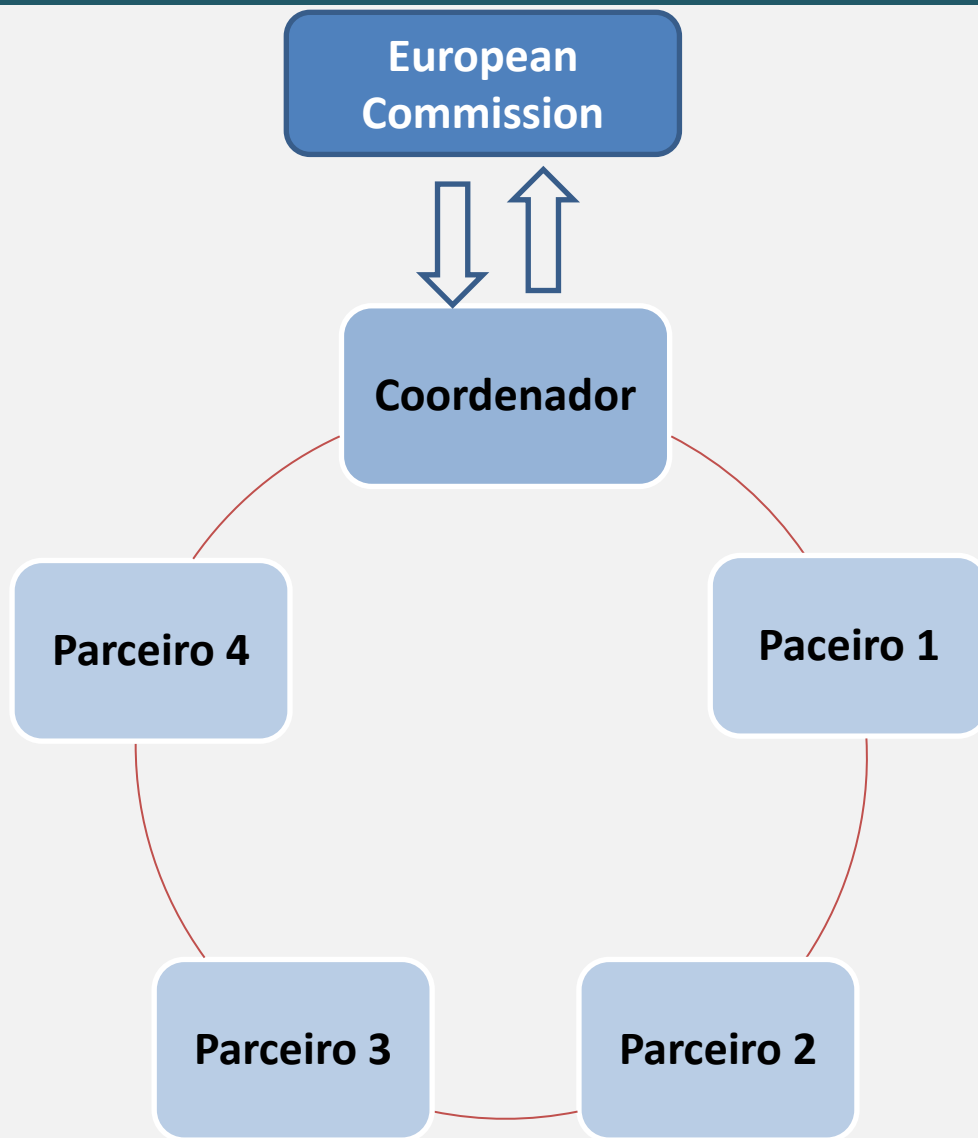 European
Commission
Coordenador
Parceiro 4
Paceiro 1
Parceiro 3
Parceiro 2